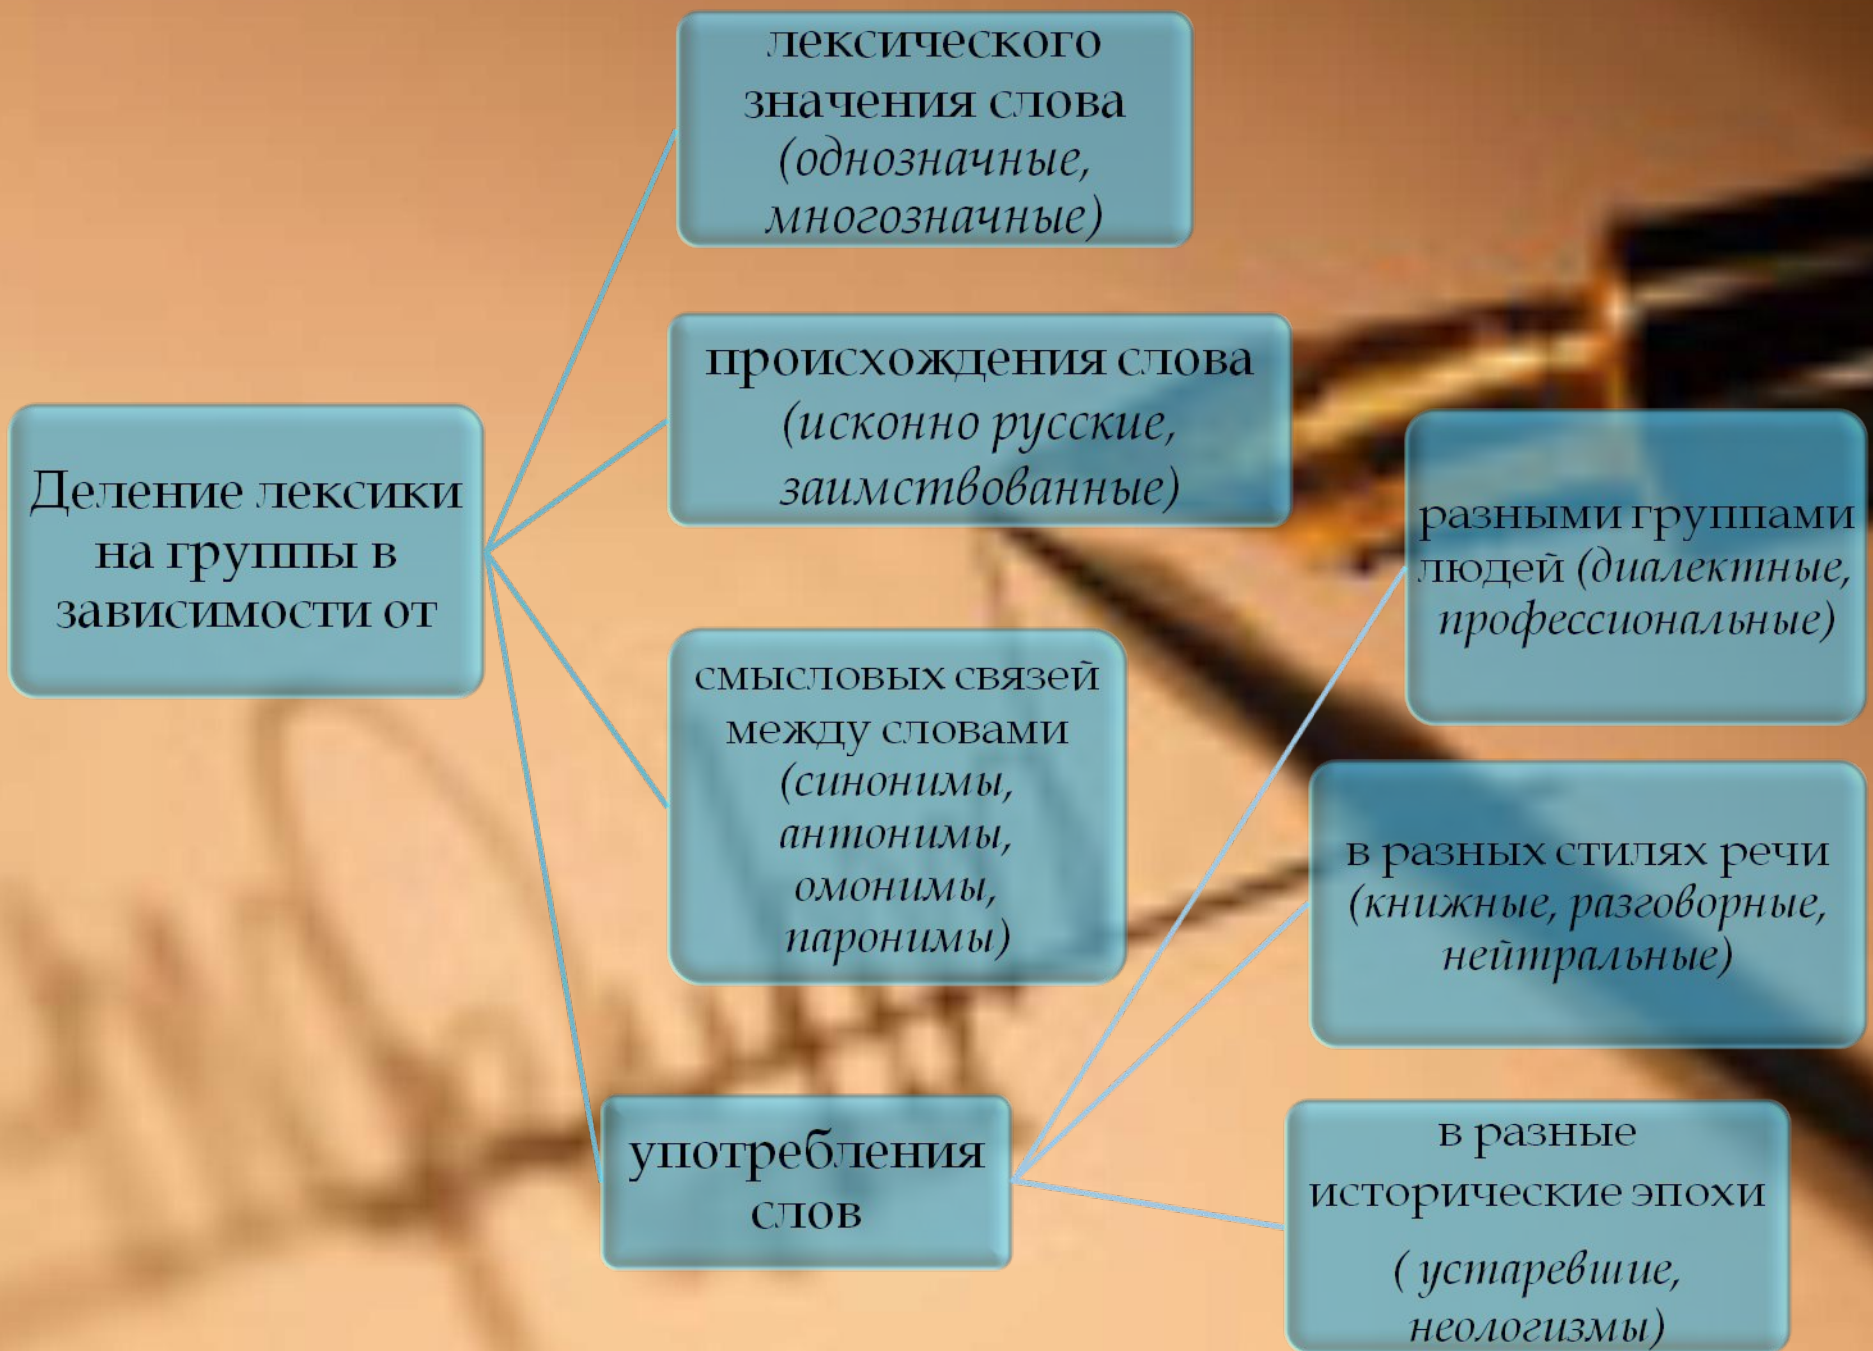 Деление лексики
на группы в
зависимости от
лексического
значения слова
(однозначные,
многозначные)
происхождения слова
(исконно русские,
заимствованные)
смысловых связей
между словами
(синонимы,
антонимы,
омонимы,
паронимы)
употребления
слов
разными группами
людей (диалектные,
профессиональные)
в разных стилях речи
(книжные, разговорные,
нейтральные)
в разные
исторические эпохи
( устаревшие,
неологизмы)